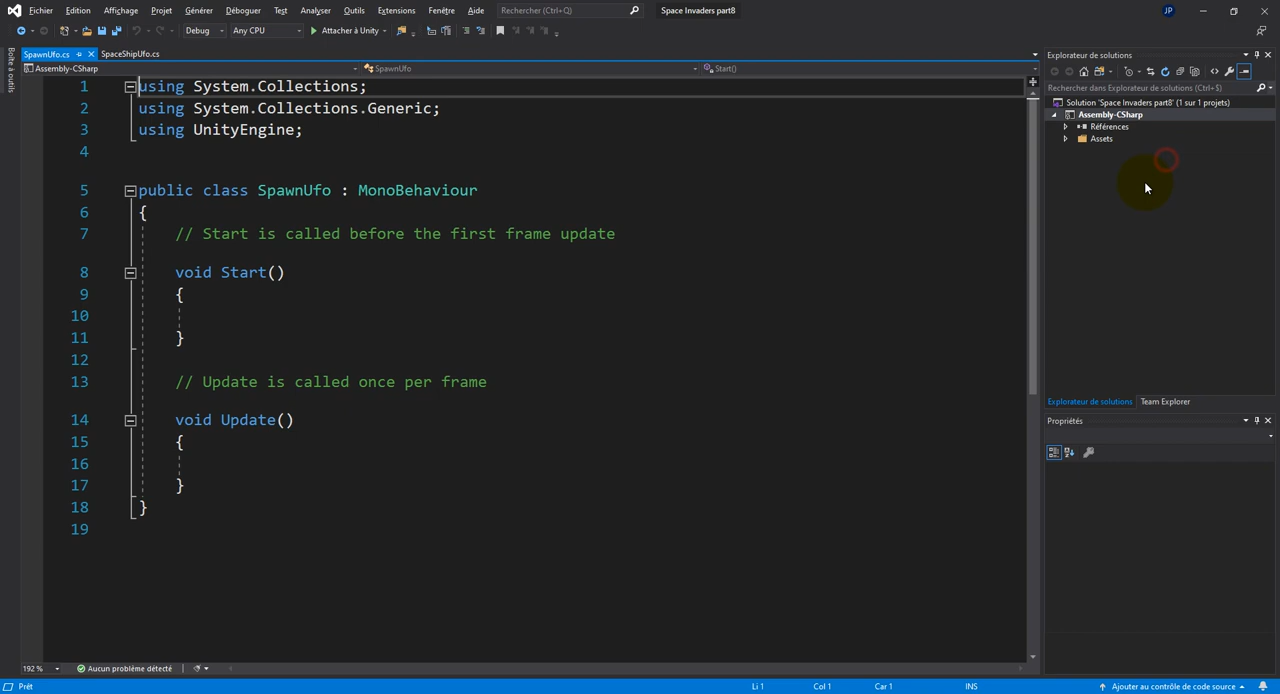 Fichier Edition Affichage Projet Générer Déboguer Test Analyser Outils Extensions Fenêtre Aide Rechercher (Ctrl+Q) Space Invaders part8 JP
Debug Any CPU Attacher à Unity
Boîte à outils
SpawnUfo.cs SpaceShipUfo.cs
Assembly-CSharp SpawnUfo Start()
1 using System.Collections;
2 using System.Collections.Generic;
3 using UnityEngine;
4
5 public class SpawnUfo : MonoBehaviour
6 {
7 // Start is called before the first frame update
8 void Start()
9 {
10
11 }
12
13 // Update is called once per frame
14 void Update()
15 {
16
17 }
18 }
19
192 % Aucun problème détecté
Explorateur de solutions
Rechercher dans Explorateur de solutions (Ctrl+$)
Solution 'Space Invaders part8' (1 sur 1 projets)
Assembly-CSharp
Références
Assets
Explorateur de solutions Team Explorer
Propriétés
Prêt Li 1 Col 1 Car 1 INS Ajouter au contrôle de code source